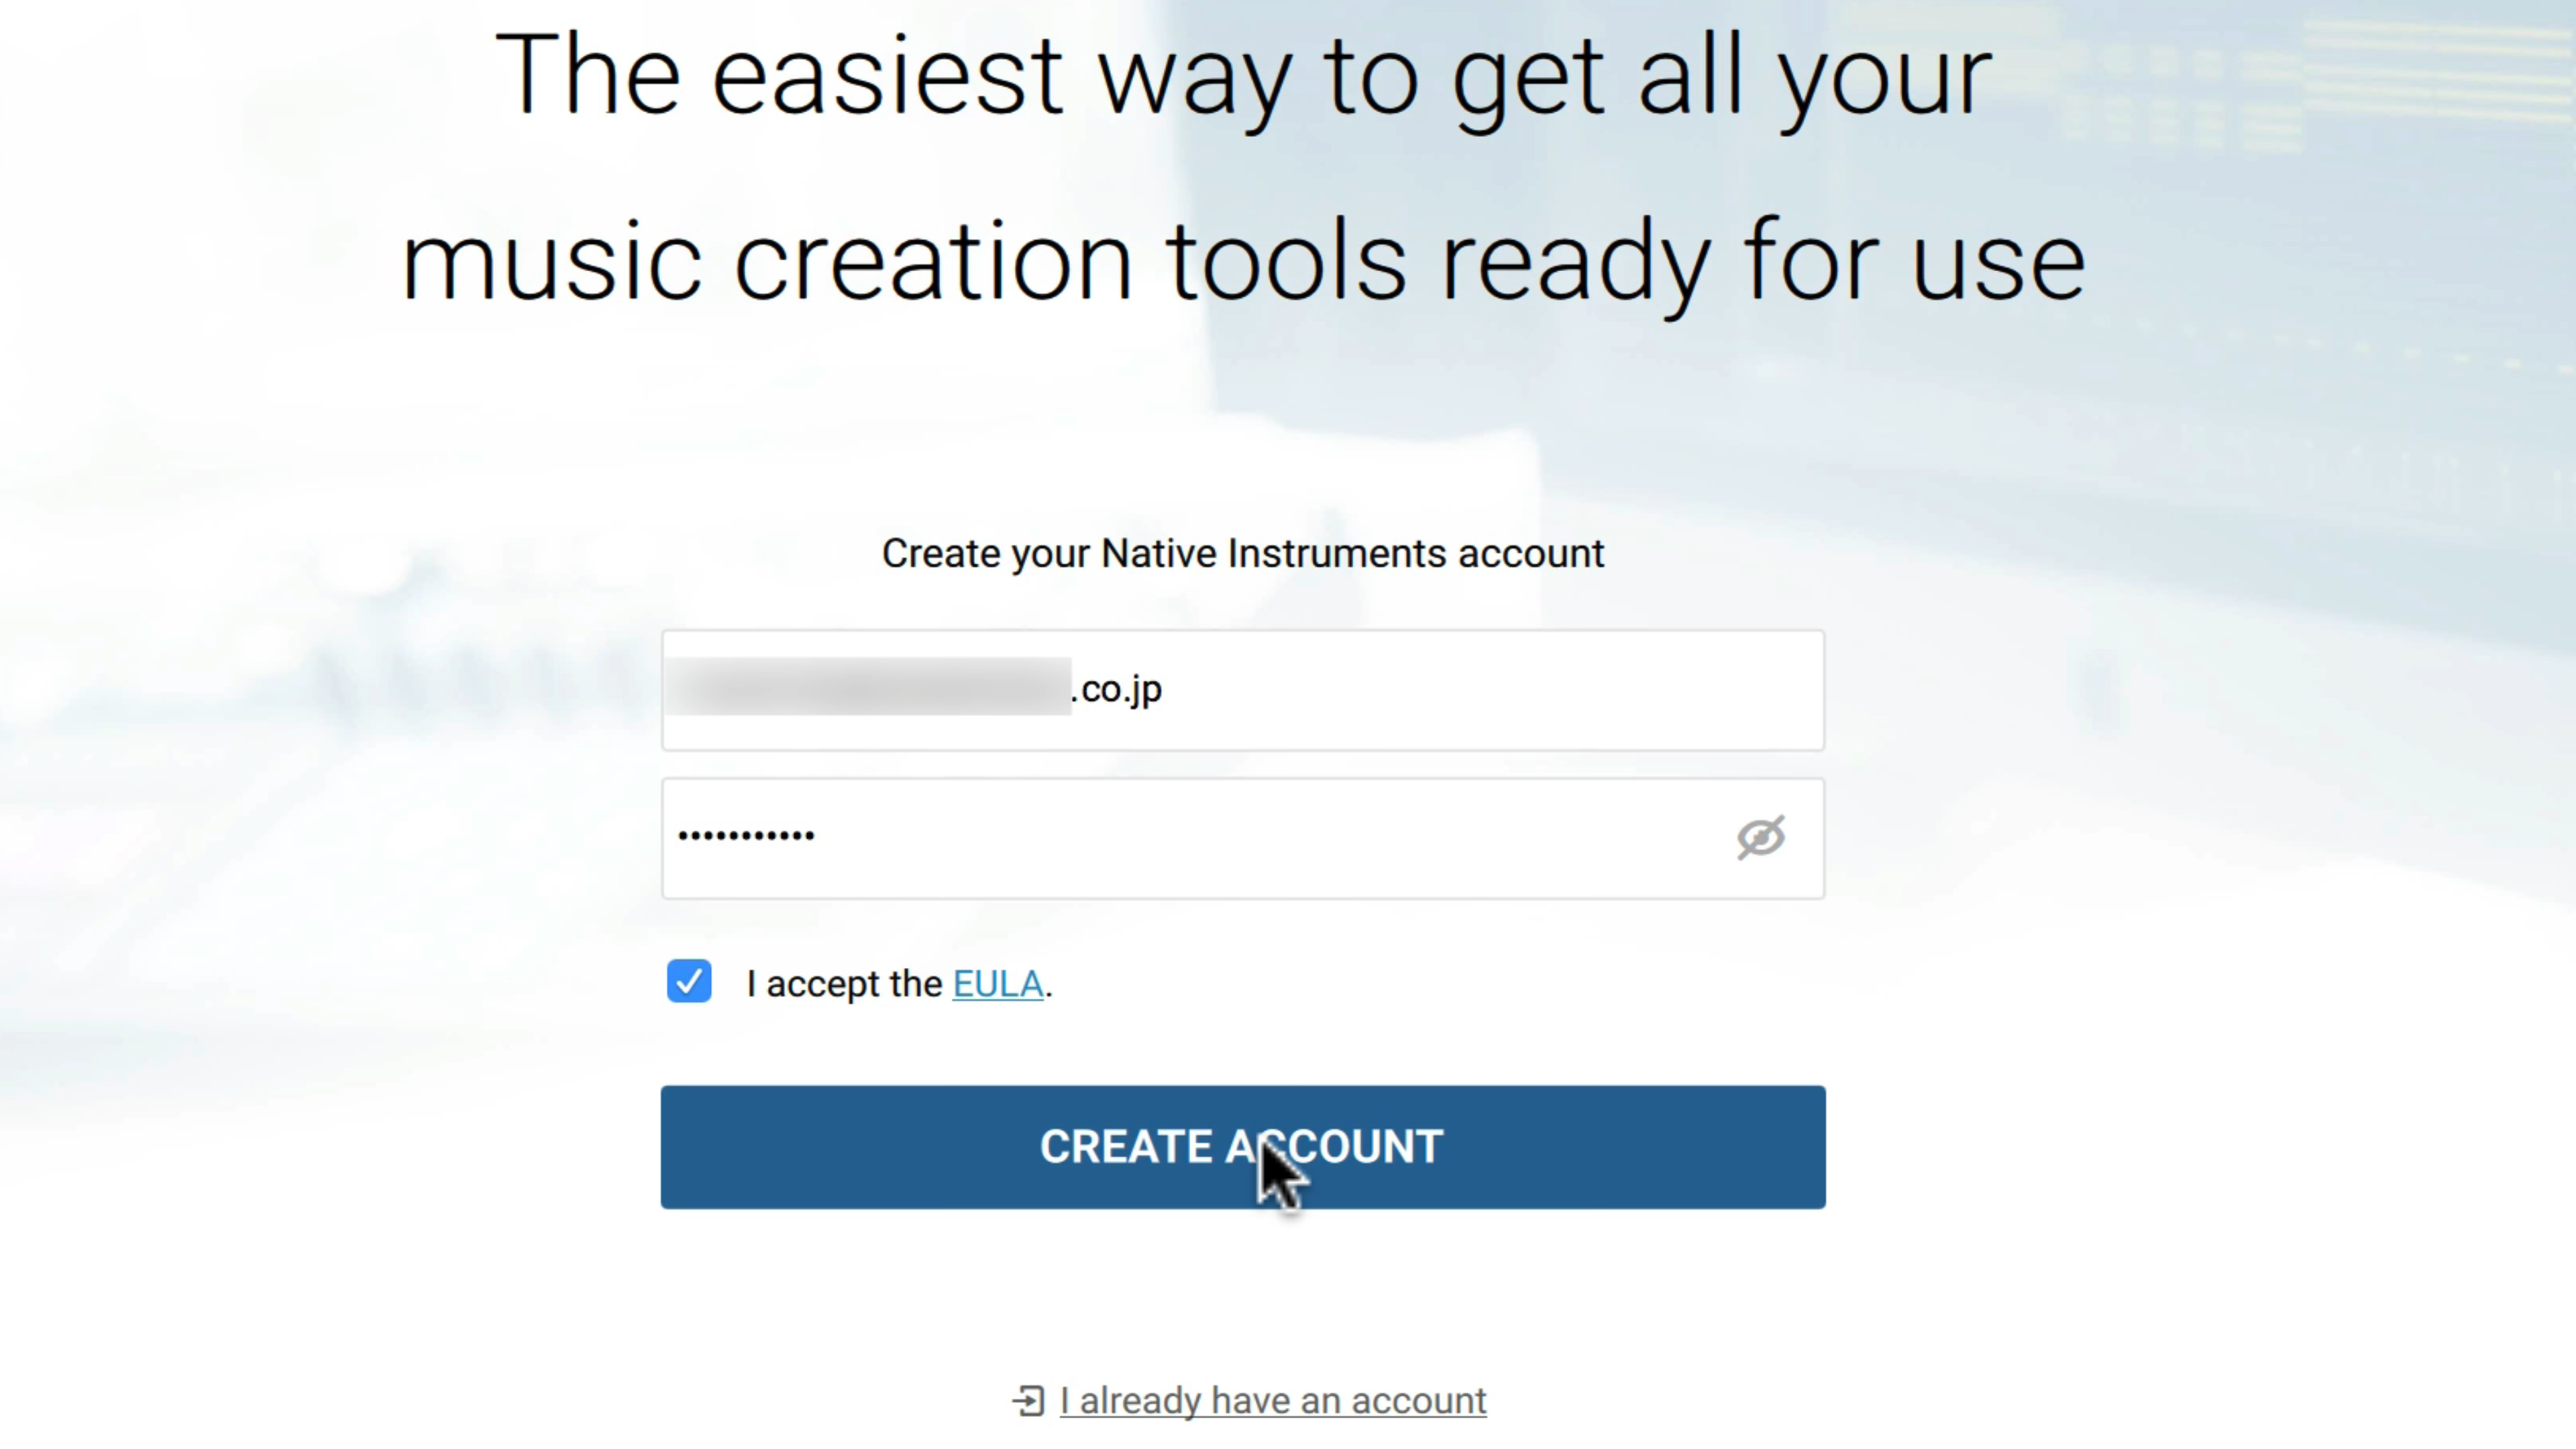 The easiest way to get all your
music creation tools ready for use
Create your Native Instruments account
.co.jp
•••••••••••
I accept the EULA.
CREATE ACCOUNT
I already have an account